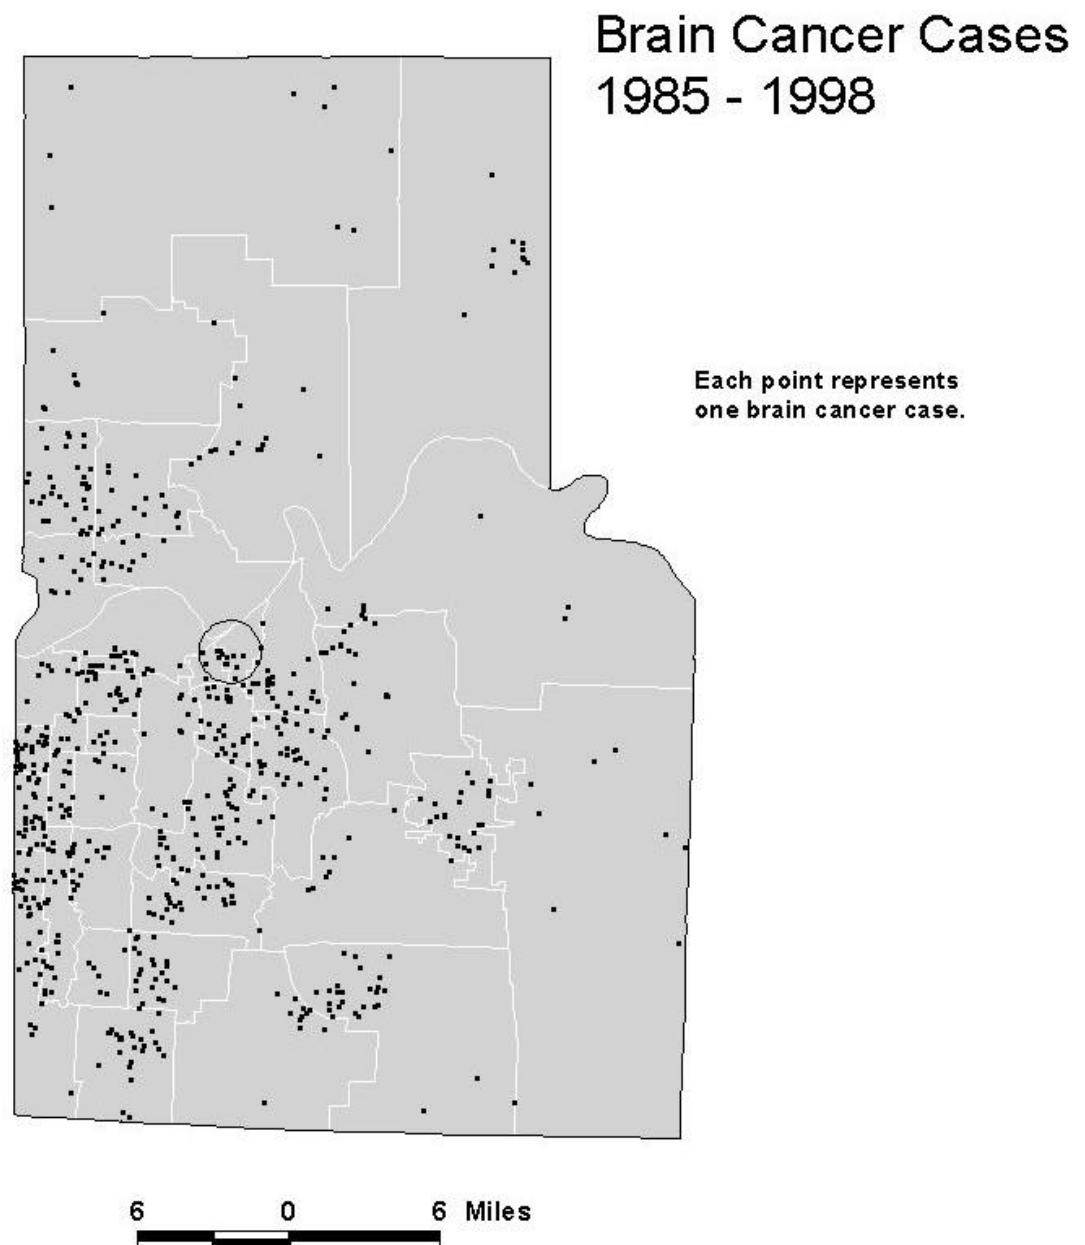 Brain Cancer Cases
1985 - 1998
Each point represents
one brain cancer case.
6 0 6 Miles